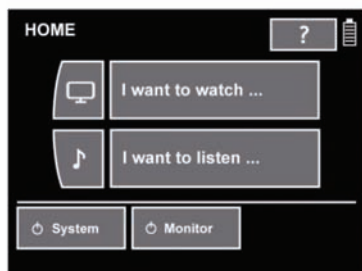 HOME
?
I want to watch ...
I want to listen ...
System
Monitor